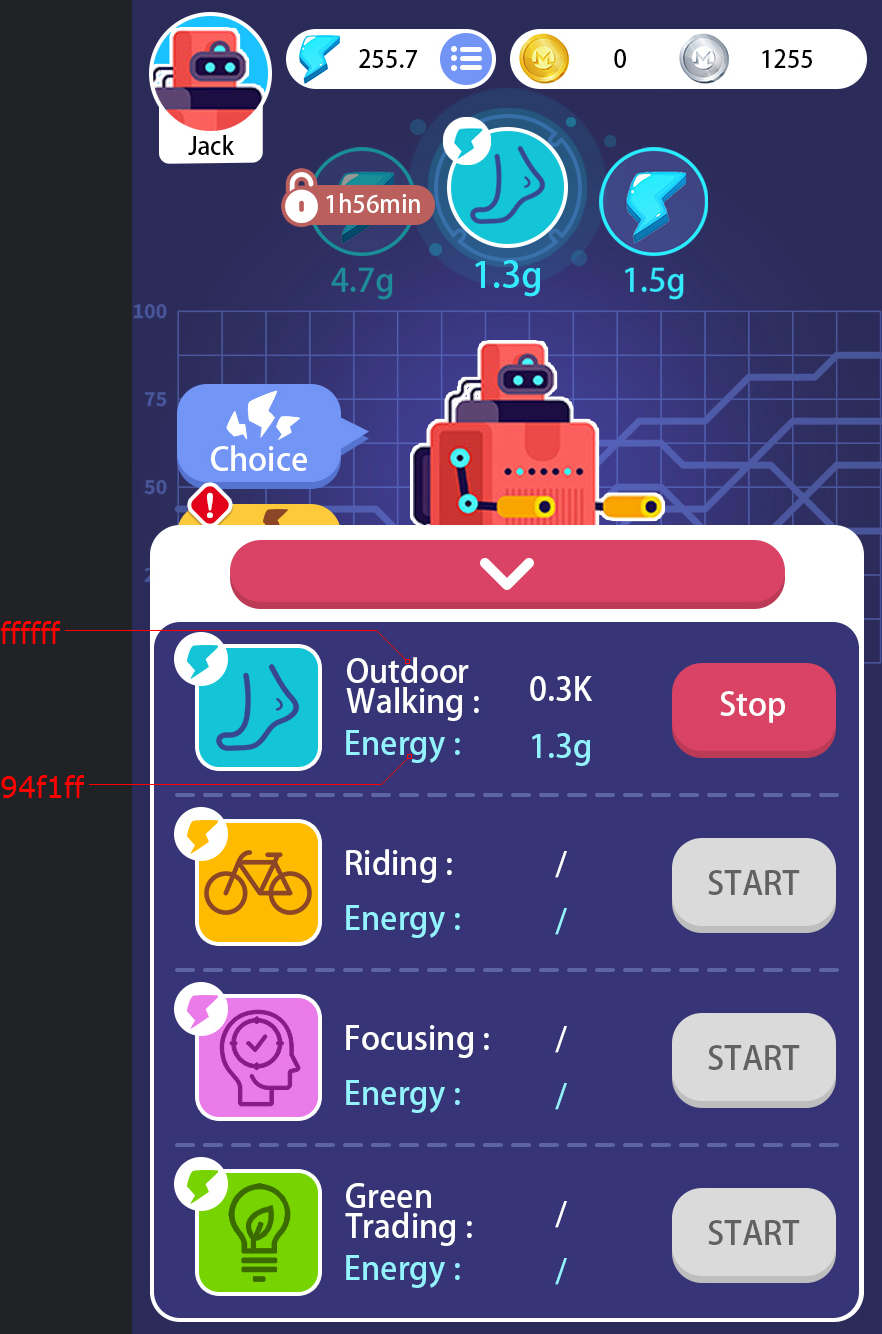 255.7
0
1255
Jack
1h56min
4.7g
1.3g
1.5g
100
75
Choice
50
!
ffffff
Outdoor
Walking :
0.3K
Stop
Energy :
1.3g
94f1ff
Riding :
/
START
Energy :
/
Focusing :
/
START
Energy :
/
Green
Trading :
/
START
Energy :
/